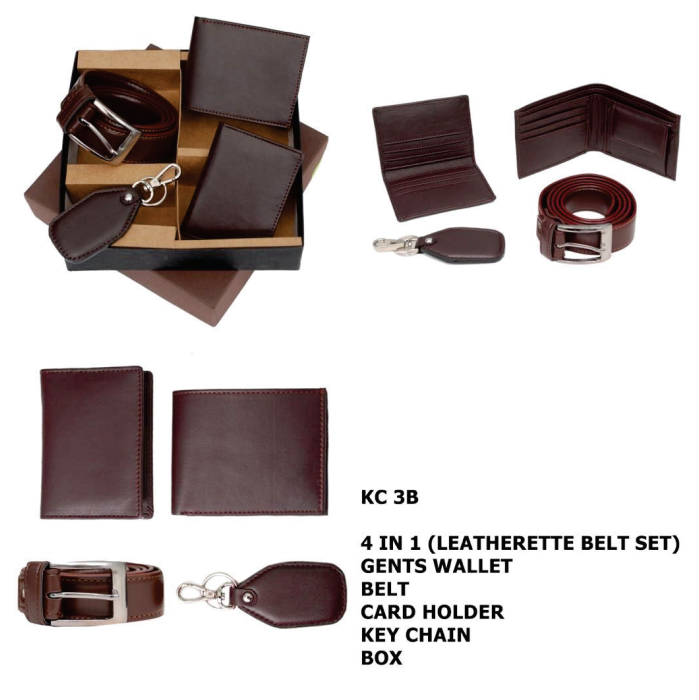 KC 3B
4 IN 1 (LEATHERETTE BELT SET)
GENTS WALLET
BELT
CARD HOLDER
KEY CHAIN
BOX